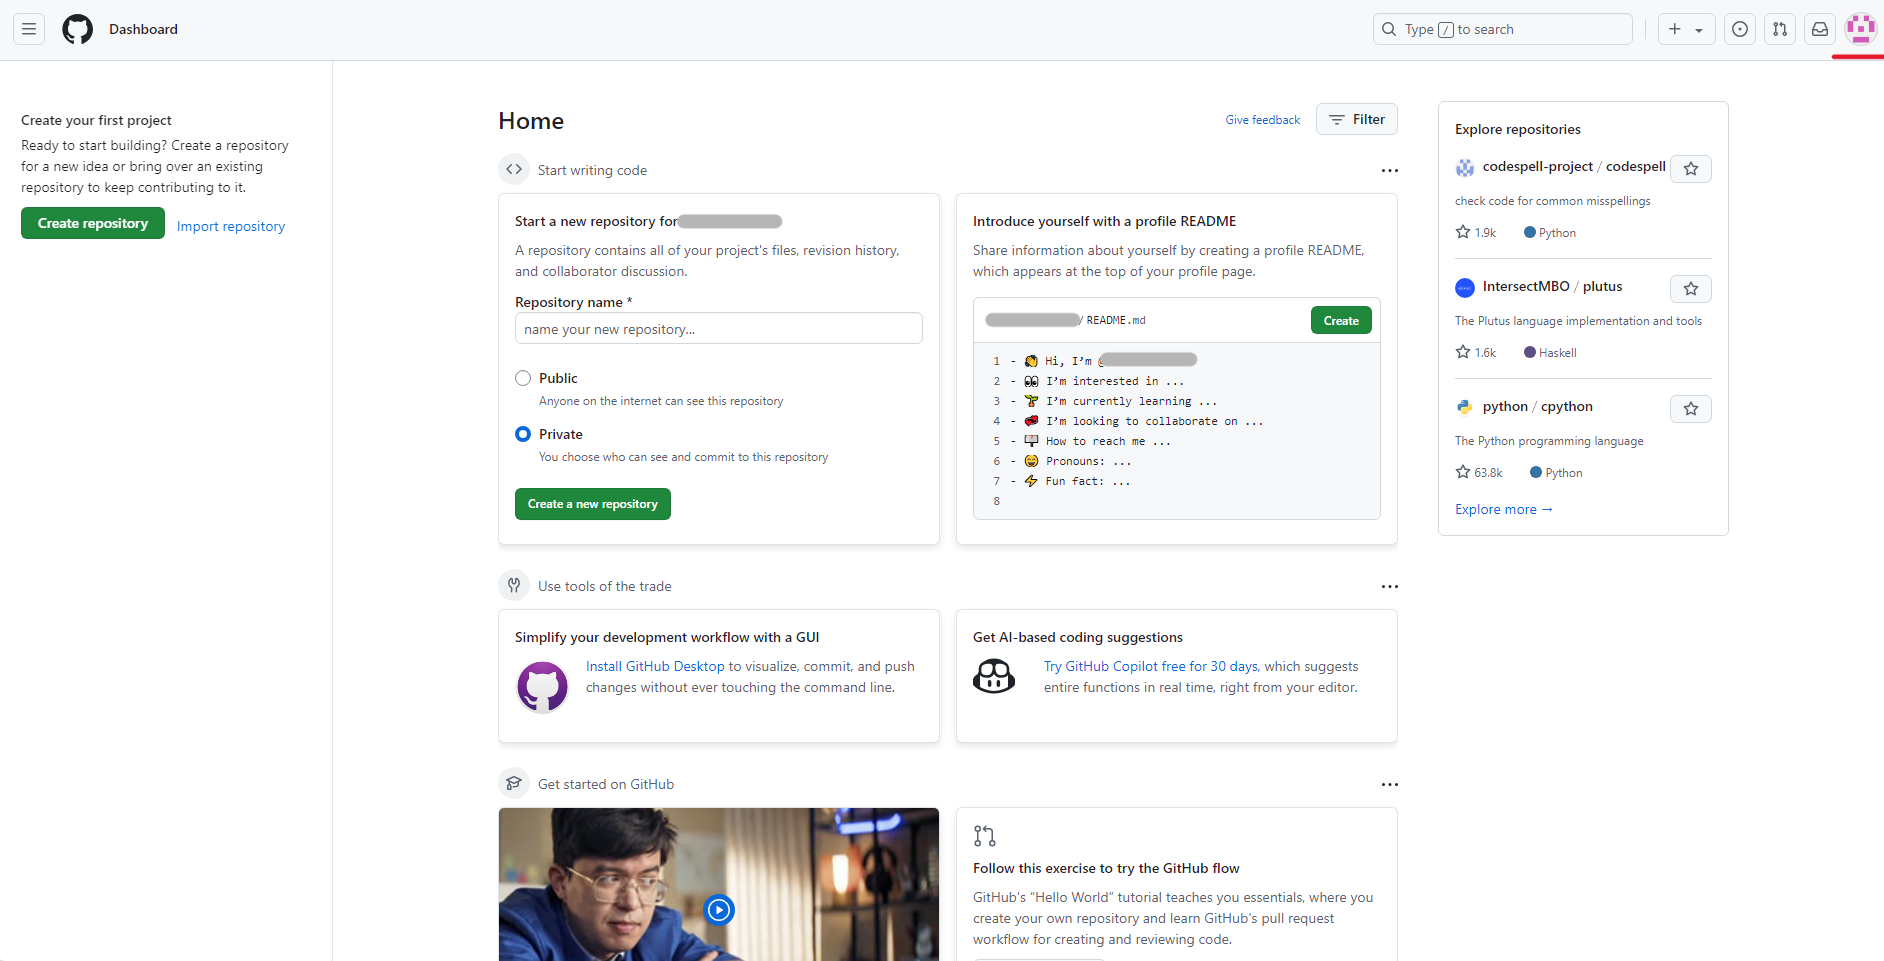 Dashboard
Type / to search
Create your first project
Ready to start building? Create a repository
for a new idea or bring over an existing
repository to keep contributing to it.
Create repository
Import repository
Home
Give feedback
Filter
Start writing code
Start a new repository for
A repository contains all of your project's files, revision history,
and collaborator discussion.
Repository name *
name your new repository...
Public
Anyone on the internet can see this repository
Private
You choose who can see and commit to this repository
Create a new repository
Introduce yourself with a profile README
Share information about yourself by creating a profile README,
which appears at the top of your profile page.
/ README.md
Create
1 - 👋 Hi, I’m @
2 - 👀 I’m interested in ...
3 - 🌱 I’m currently learning ...
4 - 💞️ I’m looking to collaborate on ...
5 - 📫 How to reach me ...
6 - 😄 Pronouns: ...
7 - ⚡ Fun fact: ...
8
Use tools of the trade
Simplify your development workflow with a GUI
Install GitHub Desktop to visualize, commit, and push
changes without ever touching the command line.
Get AI-based coding suggestions
Try GitHub Copilot free for 30 days, which suggests
entire functions in real time, right from your editor.
Get started on GitHub
Follow this exercise to try the GitHub flow
GitHub's “Hello World” tutorial teaches you essentials, where you
create your own repository and learn GitHub's pull request
workflow for creating and reviewing code.
Explore repositories
codespell-project / codespell
check code for common misspellings
1.9k Python
IntersectMBO / plutus
The Plutus language implementation and tools
1.6k Haskell
python / cpython
The Python programming language
63.8k Python
Explore more →